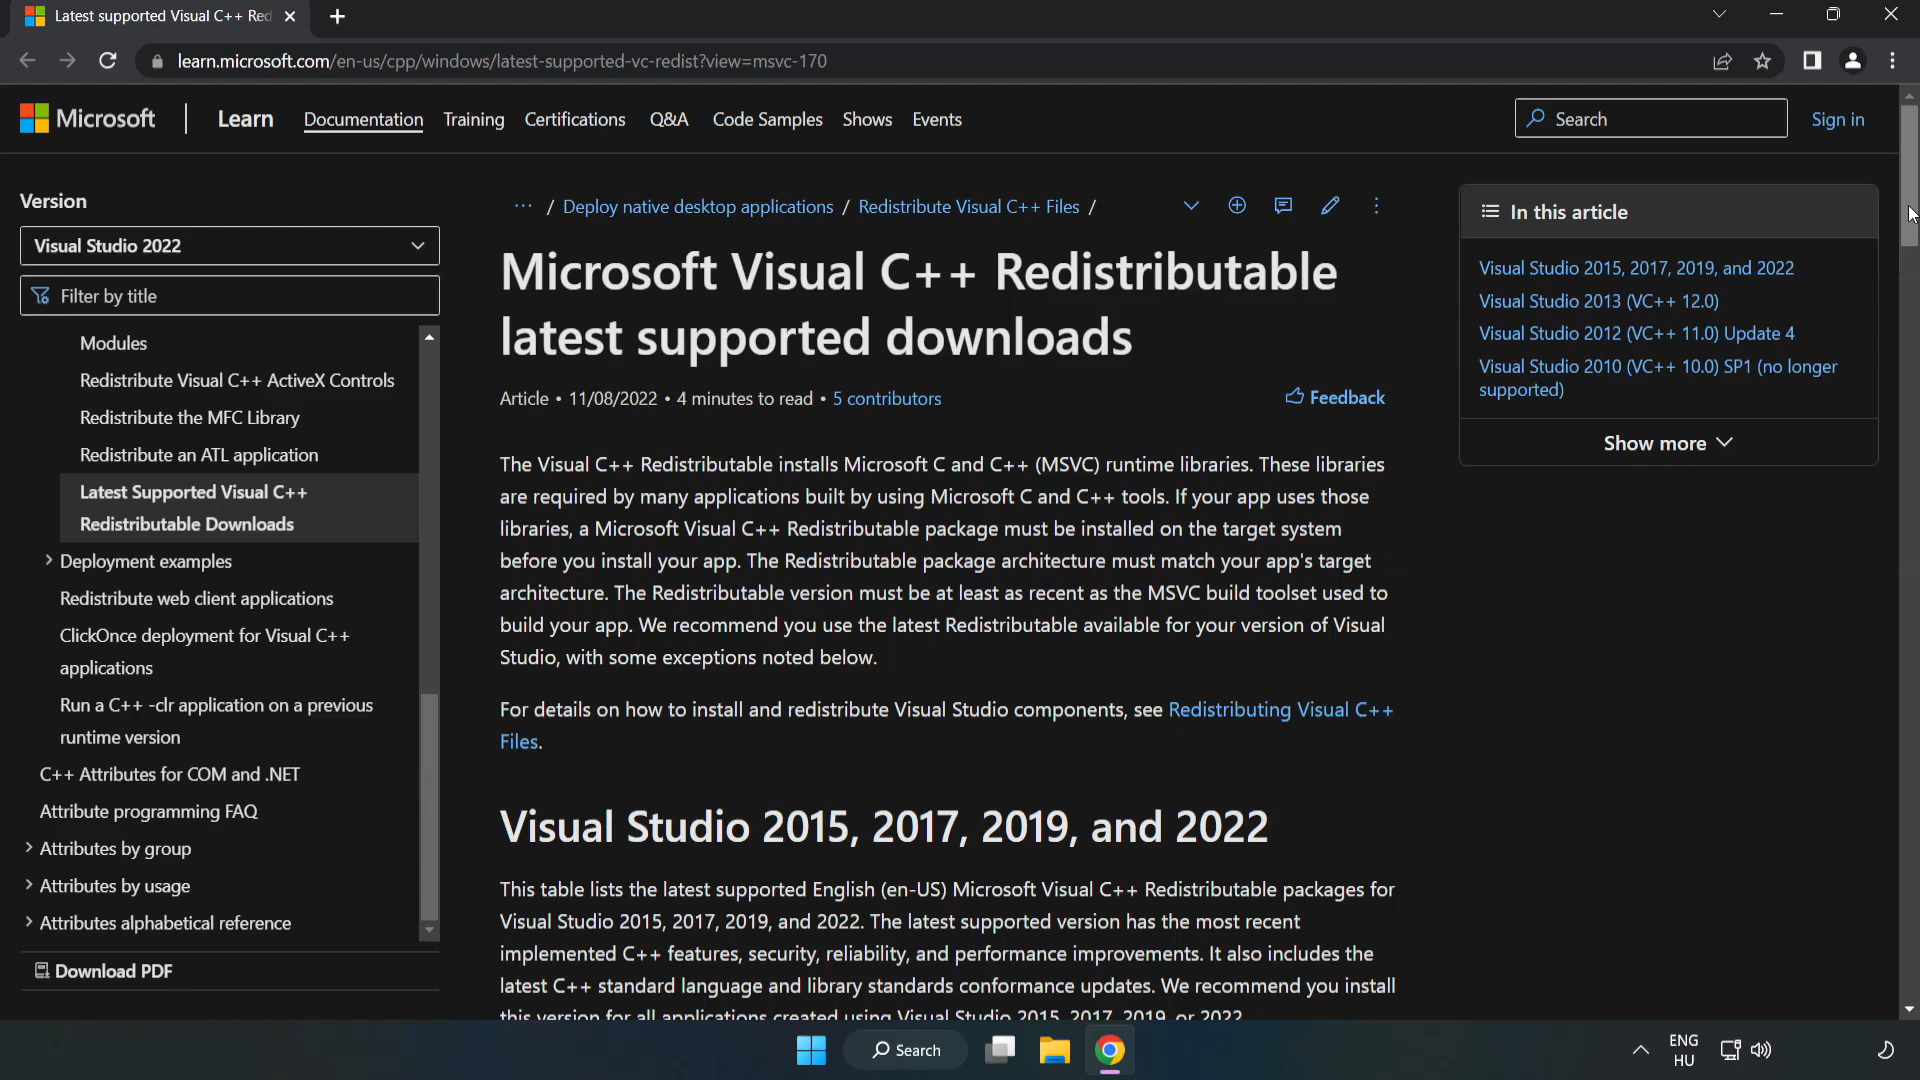 Latest supported Visual C++ Red
learn.microsoft.com/en-us/cpp/windows/latest-supported-vc-redist?view=msvc-170
Microsoft
Learn
Documentation
Training
Certifications
Q&A
Code Samples
Shows
Events
Search
Sign in
Version
Visual Studio 2022
Filter by title
Modules
Redistribute Visual C++ ActiveX Controls
Redistribute the MFC Library
Redistribute an ATL application
Latest Supported Visual C++
Redistributable Downloads
Deployment examples
Redistribute web client applications
ClickOnce deployment for Visual C++
applications
Run a C++ -clr application on a previous
runtime version
C++ Attributes for COM and .NET
Attribute programming FAQ
Attributes by group
Attributes by usage
Attributes alphabetical reference
Download PDF
··· / Deploy native desktop applications / Redistribute Visual C++ Files /
Microsoft Visual C++ Redistributable
latest supported downloads
Article • 11/08/2022 • 4 minutes to read • 5 contributors
Feedback
The Visual C++ Redistributable installs Microsoft C and C++ (MSVC) runtime libraries. These libraries
are required by many applications built by using Microsoft C and C++ tools. If your app uses those
libraries, a Microsoft Visual C++ Redistributable package must be installed on the target system
before you install your app. The Redistributable package architecture must match your app's target
architecture. The Redistributable version must be at least as recent as the MSVC build toolset used to
build your app. We recommend you use the latest Redistributable available for your version of Visual
Studio, with some exceptions noted below.
For details on how to install and redistribute Visual Studio components, see Redistributing Visual C++
Files.
Visual Studio 2015, 2017, 2019, and 2022
This table lists the latest supported English (en-US) Microsoft Visual C++ Redistributable packages for
Visual Studio 2015, 2017, 2019, and 2022. The latest supported version has the most recent
implemented C++ features, security, reliability, and performance improvements. It also includes the
latest C++ standard language and library standards conformance updates. We recommend you install
this version for all applications created using Visual Studio 2015, 2017, 2019, or 2022.
In this article
Visual Studio 2015, 2017, 2019, and 2022
Visual Studio 2013 (VC++ 12.0)
Visual Studio 2012 (VC++ 11.0) Update 4
Visual Studio 2010 (VC++ 10.0) SP1 (no longer
supported)
Show more
Search
ENG
HU